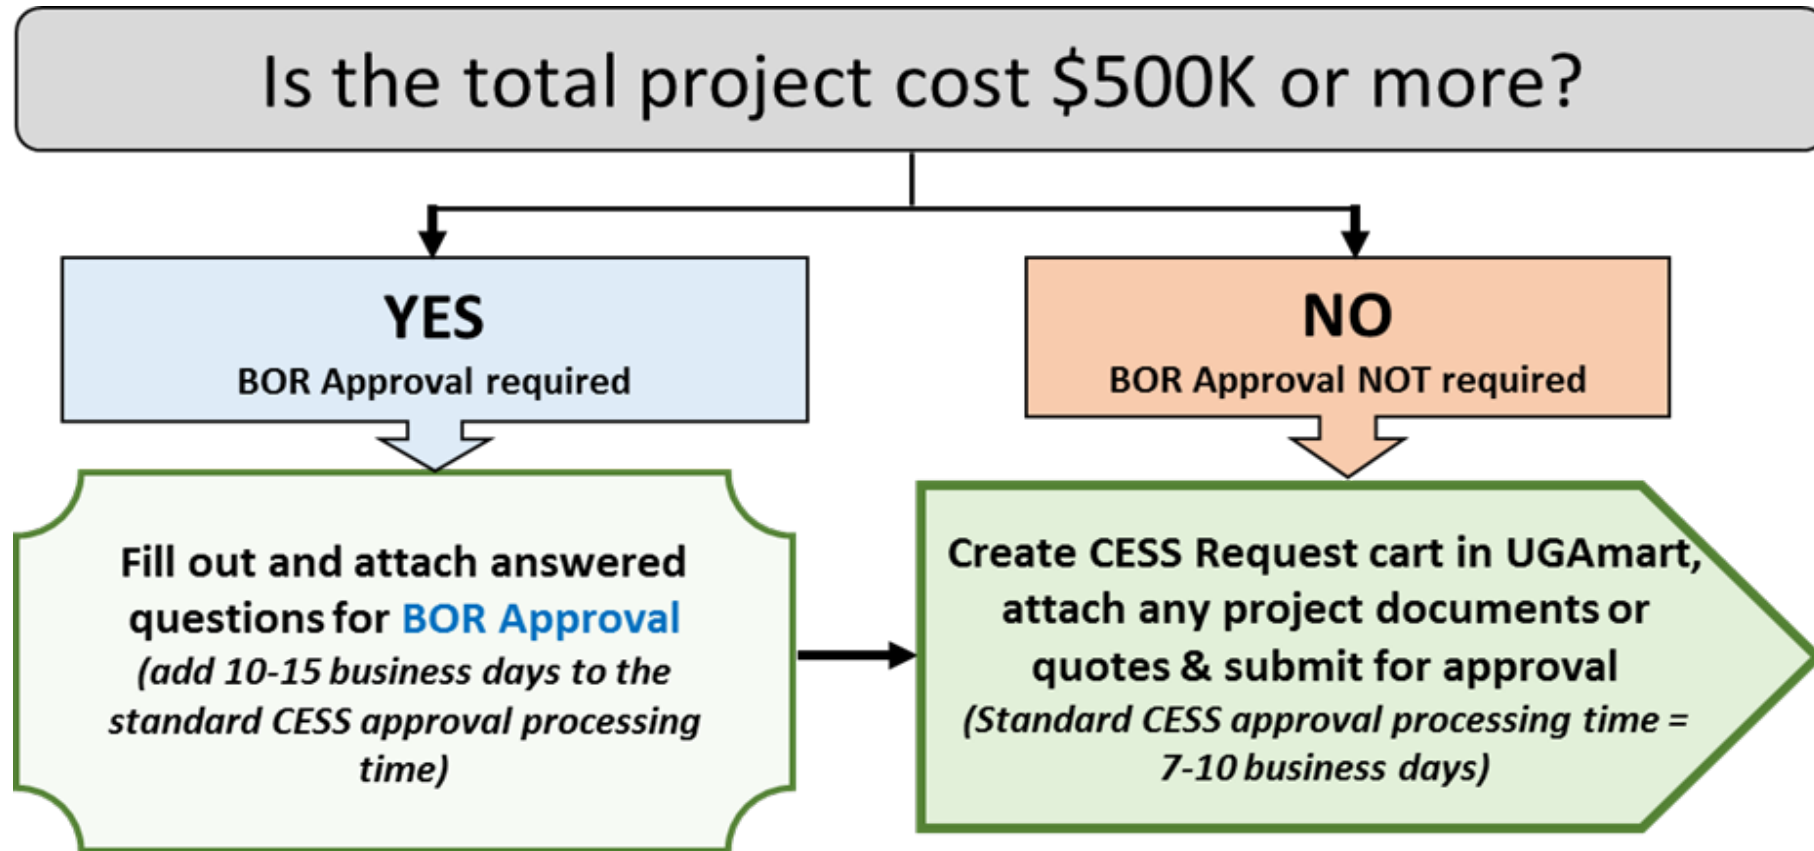 Is the total project cost $500K or more?
YES
BOR Approval required
NO
BOR Approval NOT required
Fill out and attach answered
questions for BOR Approval
(add 10-15 business days to the
standard CESS approval processing
time)
Create CESS Request cart in UGAmart,
attach any project documents or
quotes & submit for approval
(Standard CESS approval processing time =
7-10 business days)